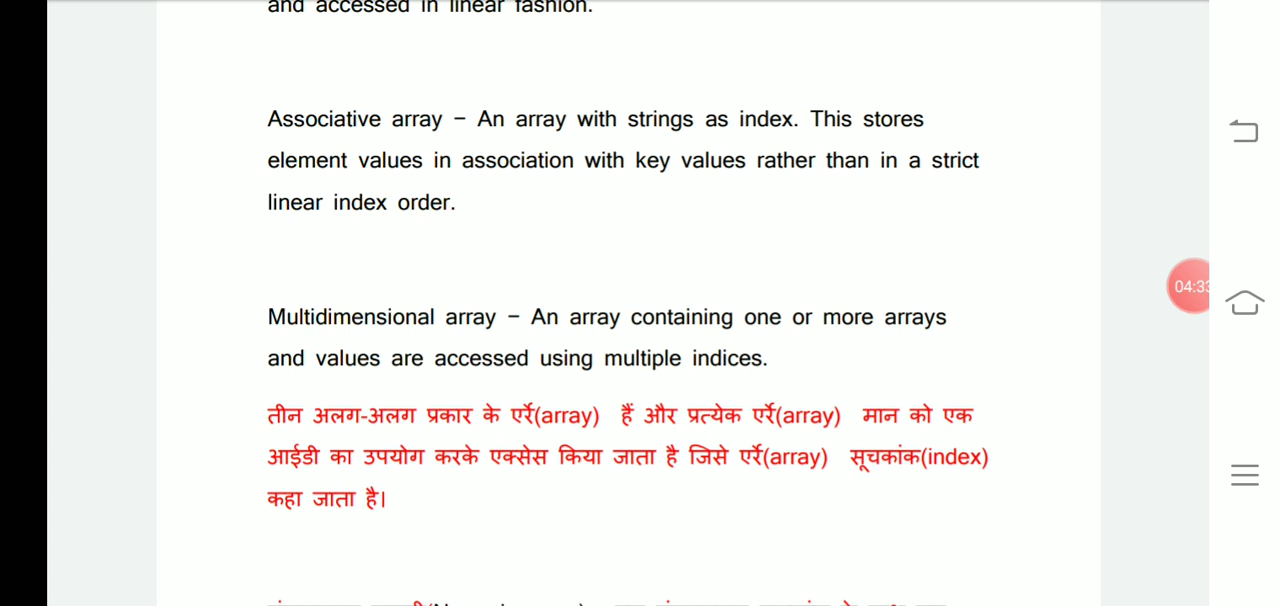 and accessed in linear fashion.
Associative array – An array with strings as index. This stores
element values in association with key values rather than in a strict
linear index order.
Multidimensional array – An array containing one or more arrays
and values are accessed using multiple indices.
तीन अलग-अलग प्रकार के एर्रे(array) हैं और प्रत्येक एर्रे(array) मान को एक
आईडी का उपयोग करके एक्सेस किया जाता है जिसे एर्रे(array) सूचकांक(index)
कहा जाता है।
04:33